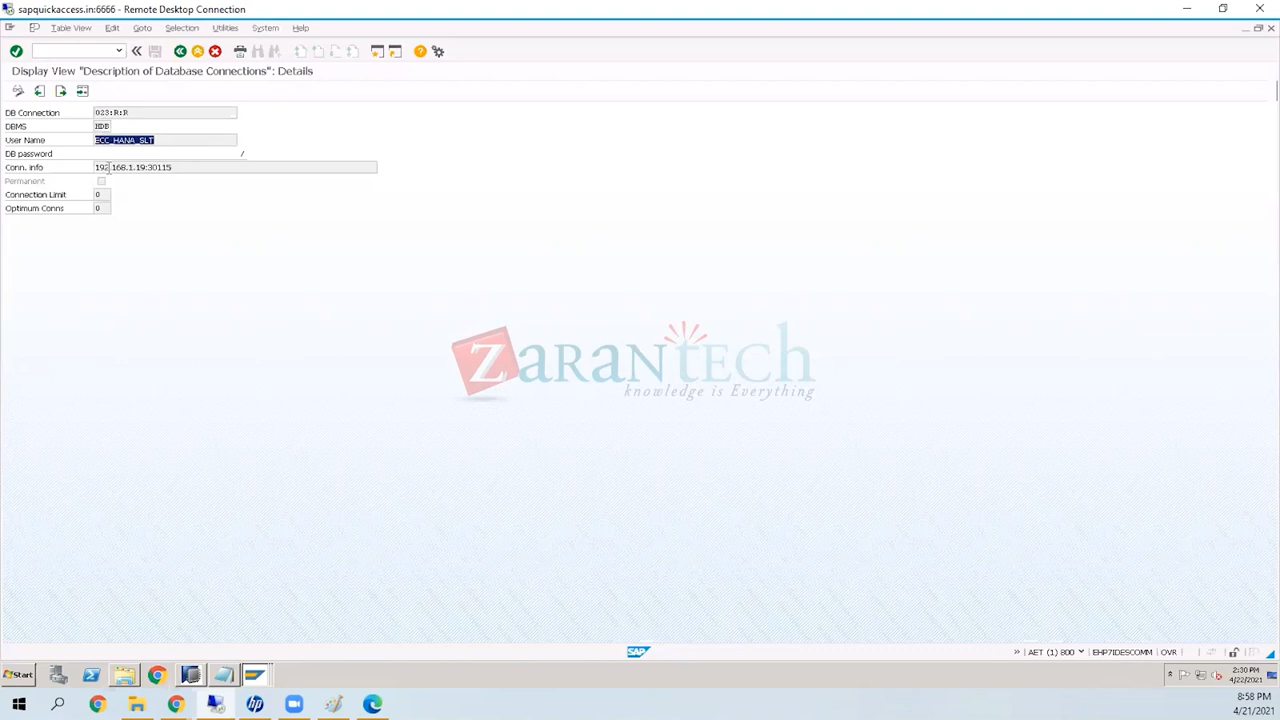 sapquickaccess.in:6666 - Remote Desktop Connection
Table View Edit Goto Selection Utilities System Help
Display View "Description of Database Connections": Details
DB Connection 023:R:R
DBMS HDB
User Name ECC_HANA_SLT
DB password /
Conn. info 192.168.1.19:30115
Permanent
Connection Limit 0
Optimum Conns 0
ZARANTECH
knowledge is Everything
SAP
» AET (1) 800 EHP7IDESCOMM OVR
Start
2:30 PM
4/22/2021
8:58 PM
4/21/2021